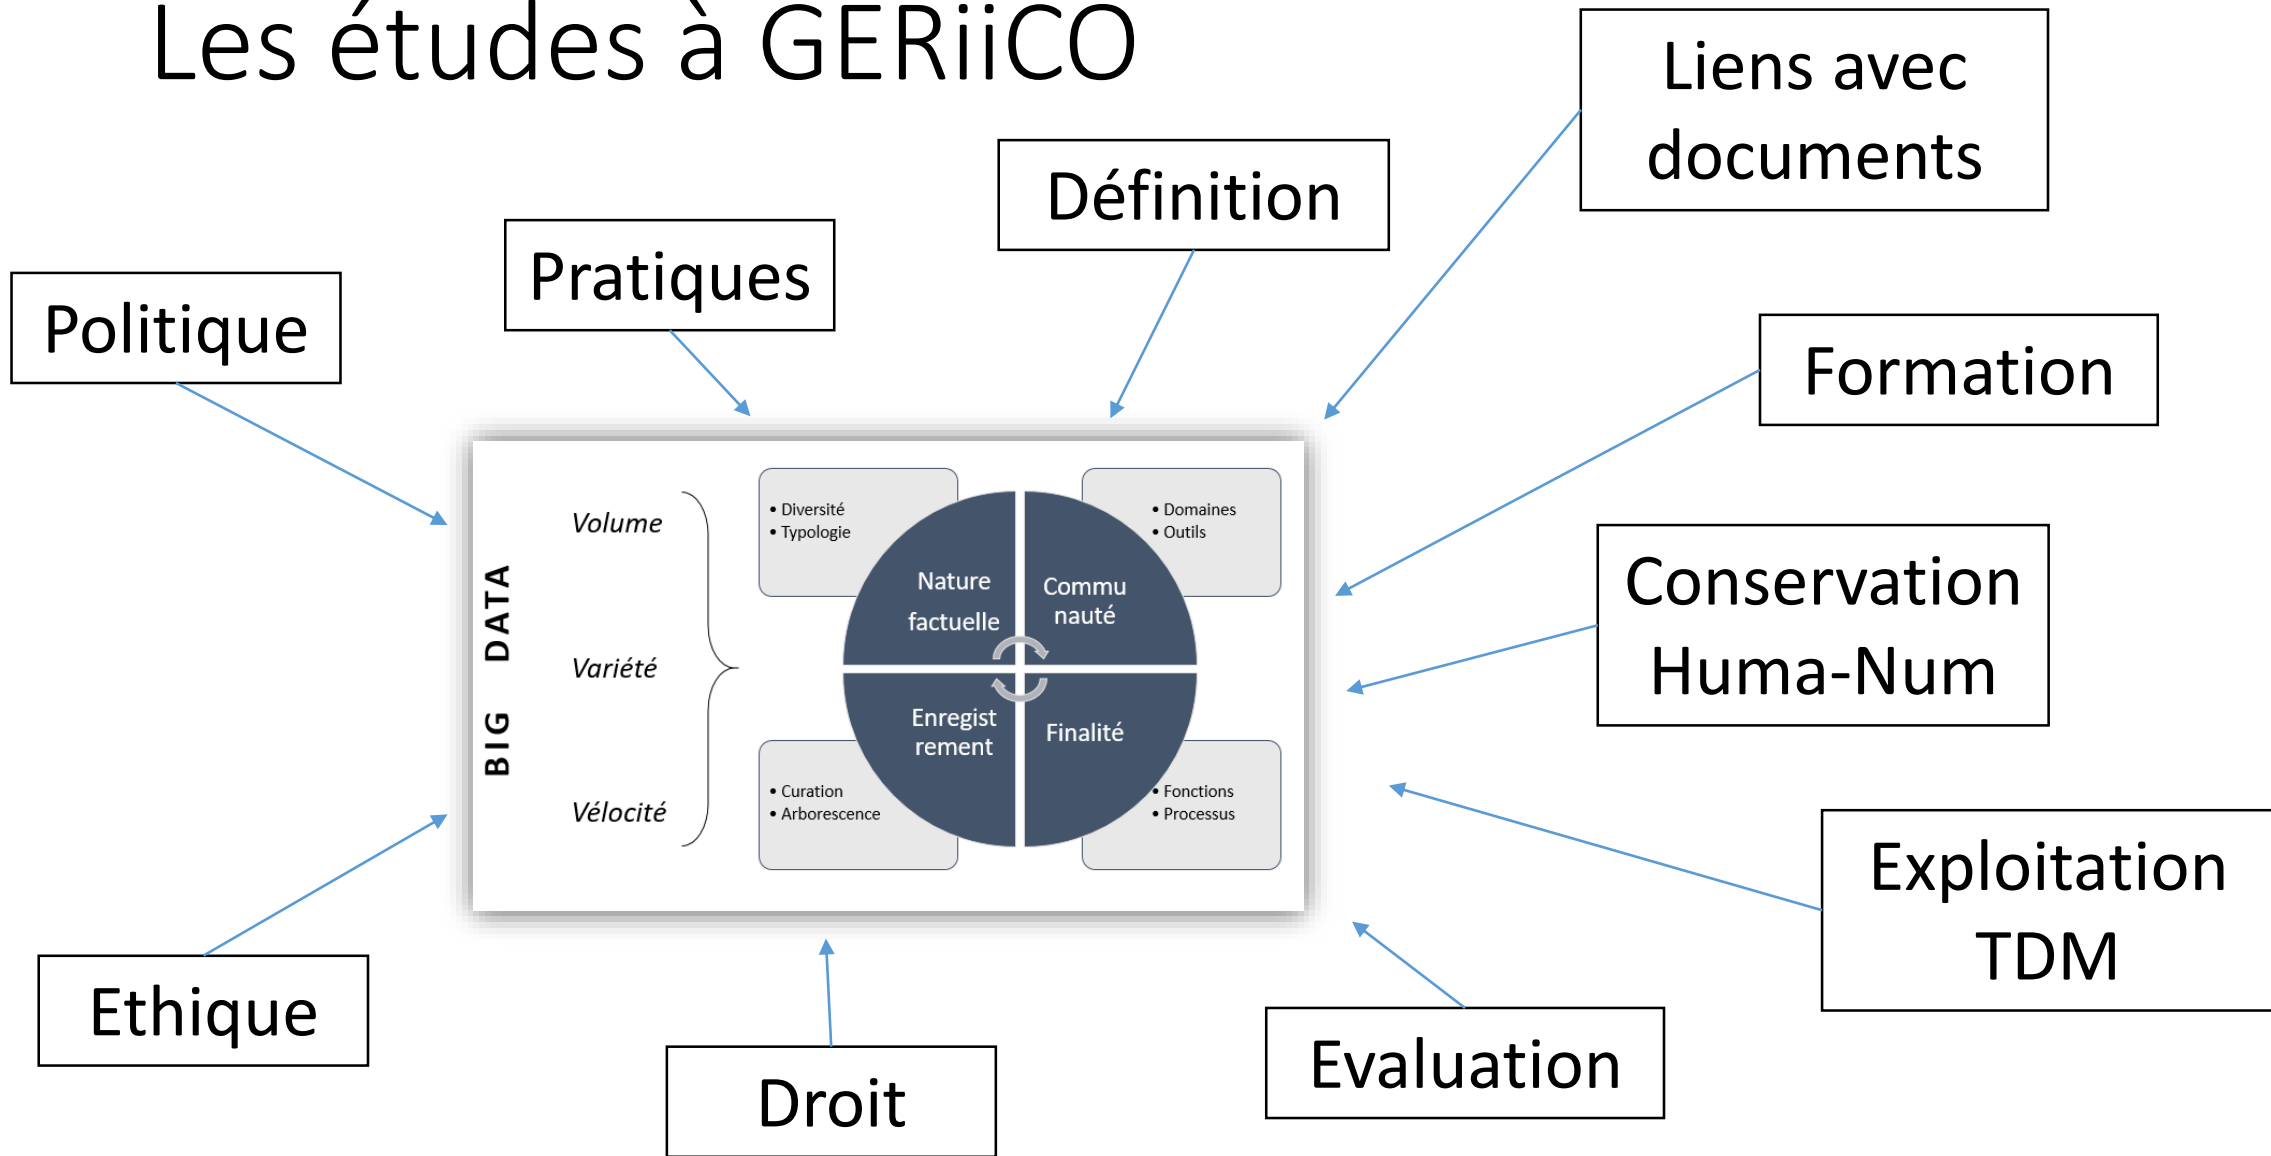 Les études à GERiiCO
Liens avec
documents
Définition
Pratiques
Politique
Formation
Conservation
Huma-Num
Exploitation
TDM
Evaluation
Droit
Ethique
BIG DATA
Volume
Variété
Vélocité
• Diversité
• Typologie
• Domaines
• Outils
Nature
factuelle
Commu
nauté
Enregist
rement
Finalité
• Curation
• Arborescence
• Fonctions
• Processus